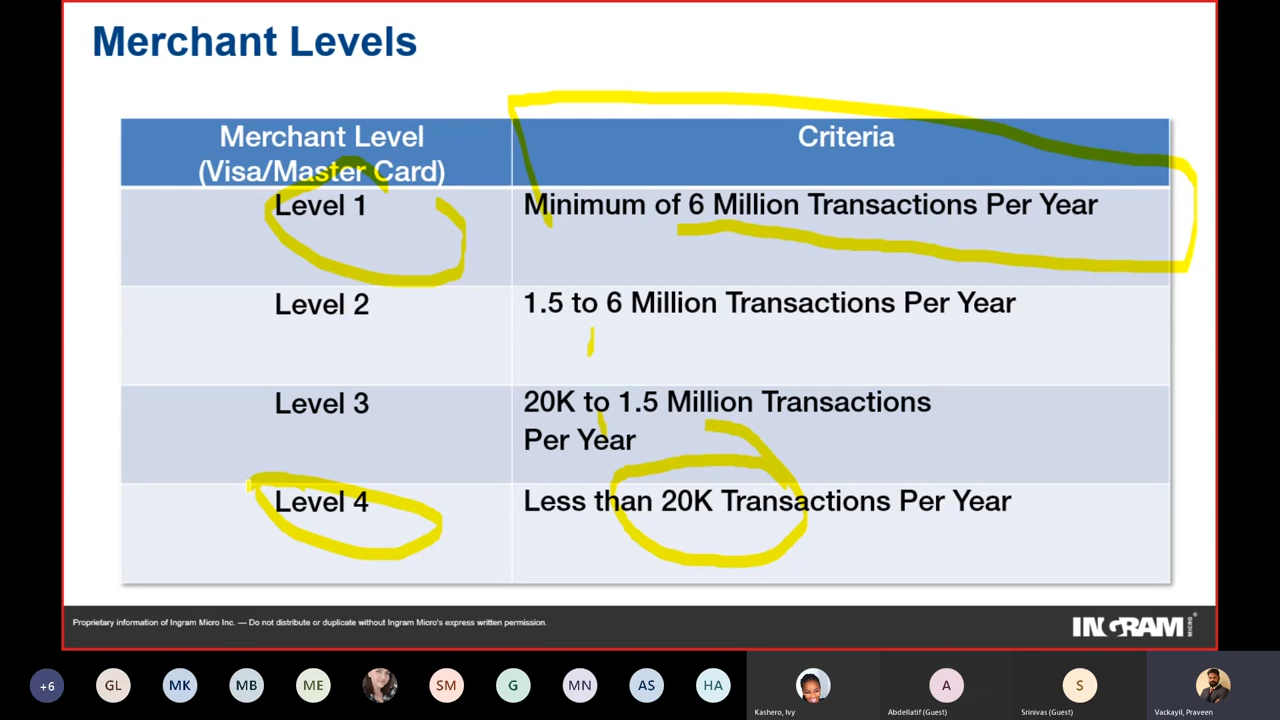 Merchant Levels
Merchant Level
(Visa/Master Card)
Criteria
Level 1
Minimum of 6 Million Transactions Per Year
Level 2
1.5 to 6 Million Transactions Per Year
Level 3
20K to 1.5 Million Transactions
Per Year
Level 4
Less than 20K Transactions Per Year
Proprietary information of Ingram Micro Inc. — Do not distribute or duplicate without Ingram Micro's express written permission.
INGRAM MICRO®
+6 GL MK MB ME SM G MN AS HA A S
Kashero, Ivy Abdellatif (Guest) Srinivas (Guest) Vackayil, Praveen